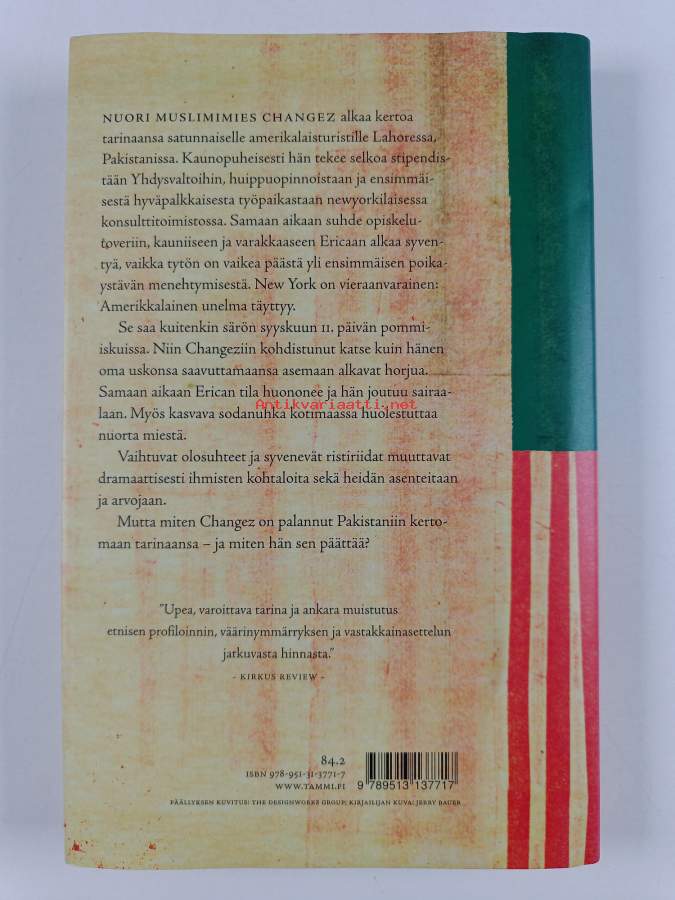 NUORI MUSLIMIMIES CHANGEZ alkaa kertoa
tarinaansa satunnaiselle amerikalaisturistille Lahoressa,
Pakistanissa. Kaunopuheisesti hän tekee selkoa stipendis-
tään Yhdysvaltoihin, huippuopinnoistaan ja ensimmäi-
sestä hyväpalkkaisesta työpaikastaan newyorkilaisessa
konsulttitoimistossa. Samaan aikaan suhde opiskelu-
toveriin, kauniiseen ja varakkaaseen Ericaan alkaa syven-
tyä, vaikka tytön on vaikea päästä yli ensimmäisen poika-
ystävän menehtymisestä. New York on vieraanvarainen:
Amerikkalainen unelma täyttyy.
Se saa kuitenkin särön syyskuun 11. päivän pommi-
iskuissa. Niin Changeziin kohdistunut katse kuin hänen
oma uskonsa saavuttamaansa asemaan alkavat horjua.
Samaan aikaan Erican tila huononee ja hän joutuu sairaa-
laan. Myös kasvava sodanuhka kotimaassa huolestuttaa
Antikvariaatti.net
nuorta miestä.
Vaihtuvat olosuhteet ja syvenevät ristiriidat muuttavat
dramaattisesti ihmisten kohtaloita sekä heidän asenteitaan
ja arvojaan.
Mutta miten Changez on palannut Pakistaniin kerto-
maan tarinaansa – ja miten hän sen päättää?
"Upea, varoittava tarina ja ankara muistutus
etnisen profiloinnin, väärinymmärryksen ja vastakkainasettelun
jatkuvasta hinnasta."
- KIRKUS REVIEW -
84.2
ISBN 978-951-31-3771-7
WWW.TAMMI.FI
9 789513 137717
PÄÄLLYKSEN KUVITUS: THE DESIGNWORKS GROUP; KIRJAILIJAN KUVA: JERRY BAUER